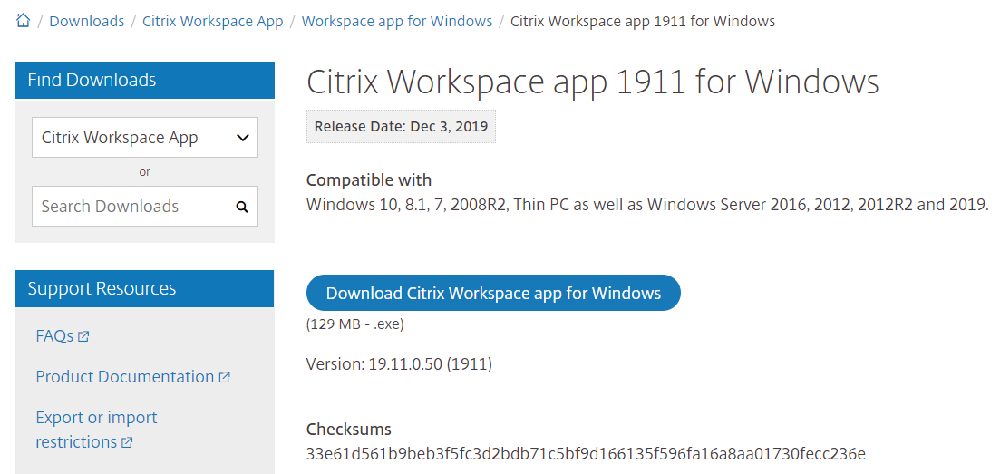 / Downloads / Citrix Workspace App / Workspace app for Windows / Citrix Workspace app 1911 for Windows
Find Downloads
Citrix Workspace App
or
Search Downloads
Support Resources
FAQs
Product Documentation
Export or import
restrictions
Citrix Workspace app 1911 for Windows
Release Date: Dec 3, 2019
Compatible with
Windows 10, 8.1, 7, 2008R2, Thin PC as well as Windows Server 2016, 2012, 2012R2 and 2019.
Download Citrix Workspace app for Windows
(129 MB - .exe)
Version: 19.11.0.50 (1911)
Checksums
33e61d561b9beb3f5fc3d2bdb71c5bf9d166135f596fa16a8aa01730fecc236e